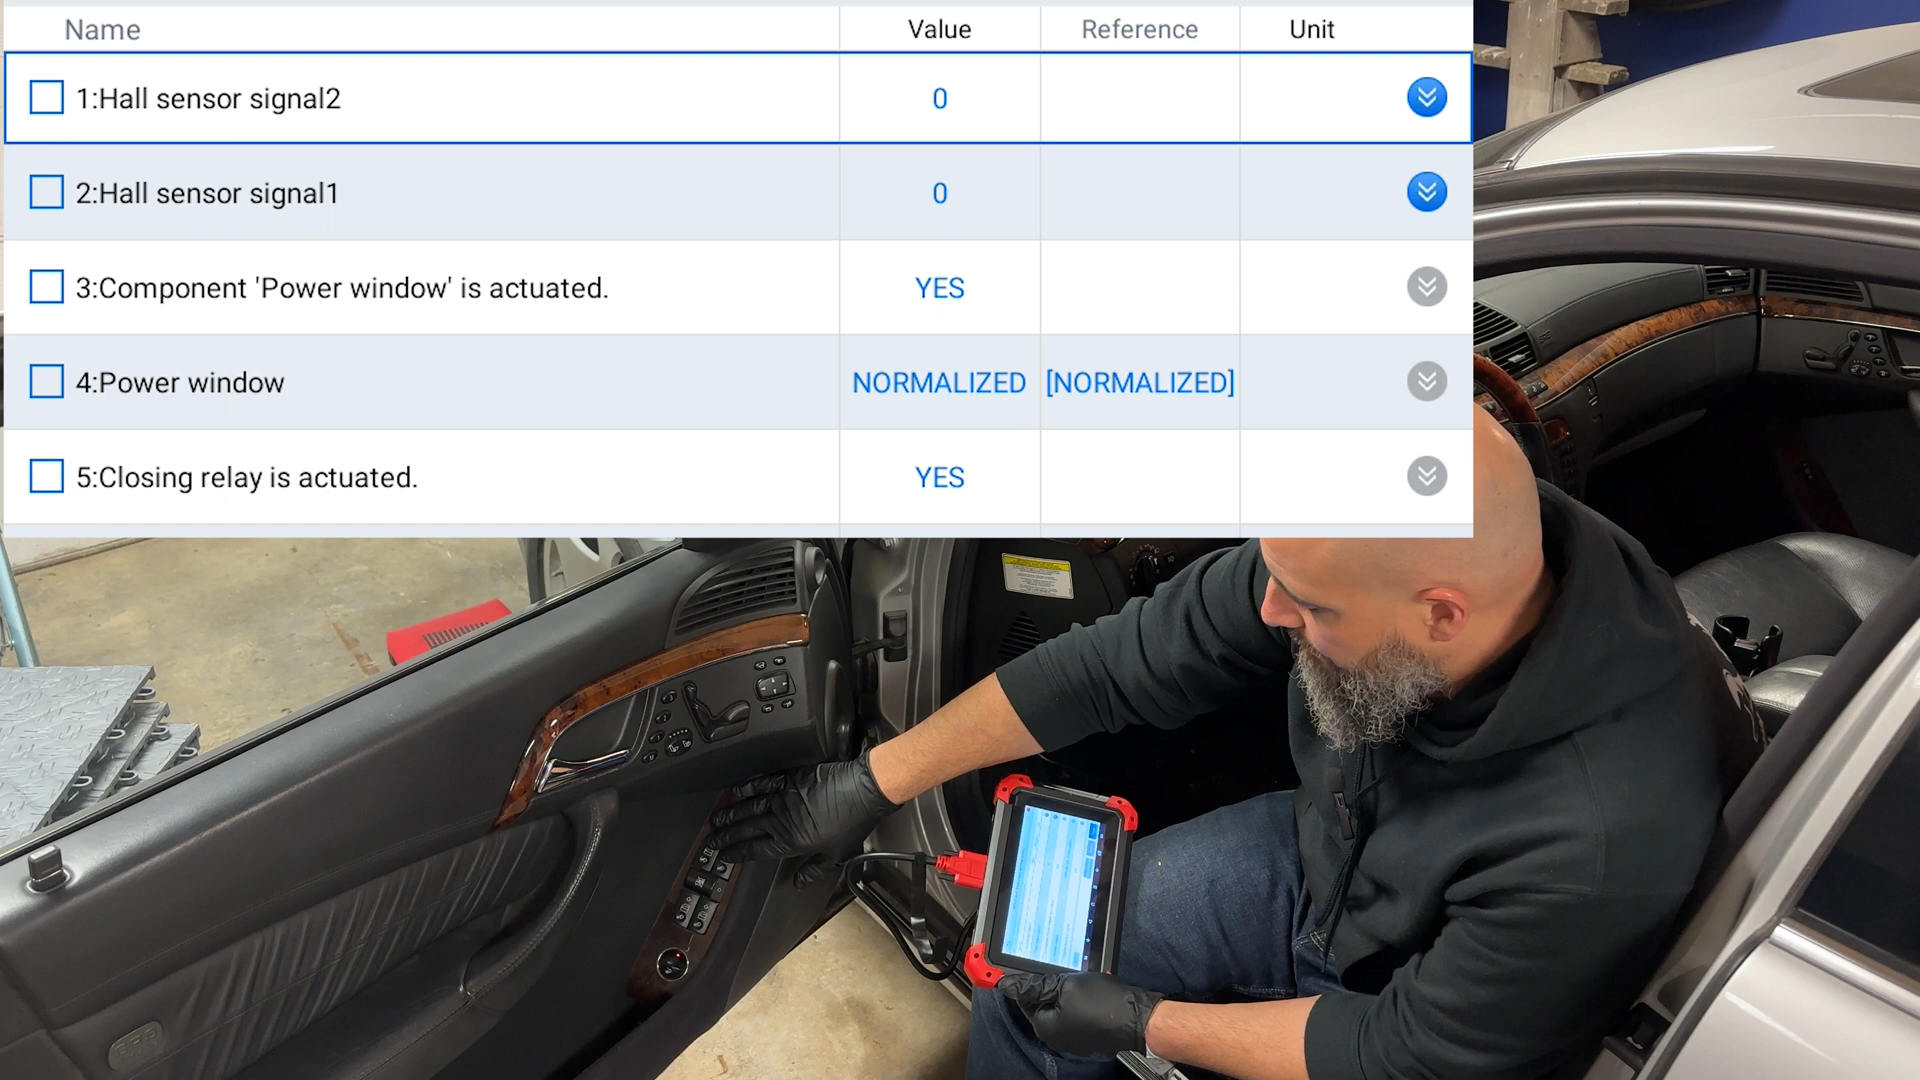 Name Value Reference Unit
1:Hall sensor signal2 0
2:Hall sensor signal1 0
3:Component 'Power window' is actuated. YES
4:Power window NORMALIZED [NORMALIZED]
5:Closing relay is actuated. YES